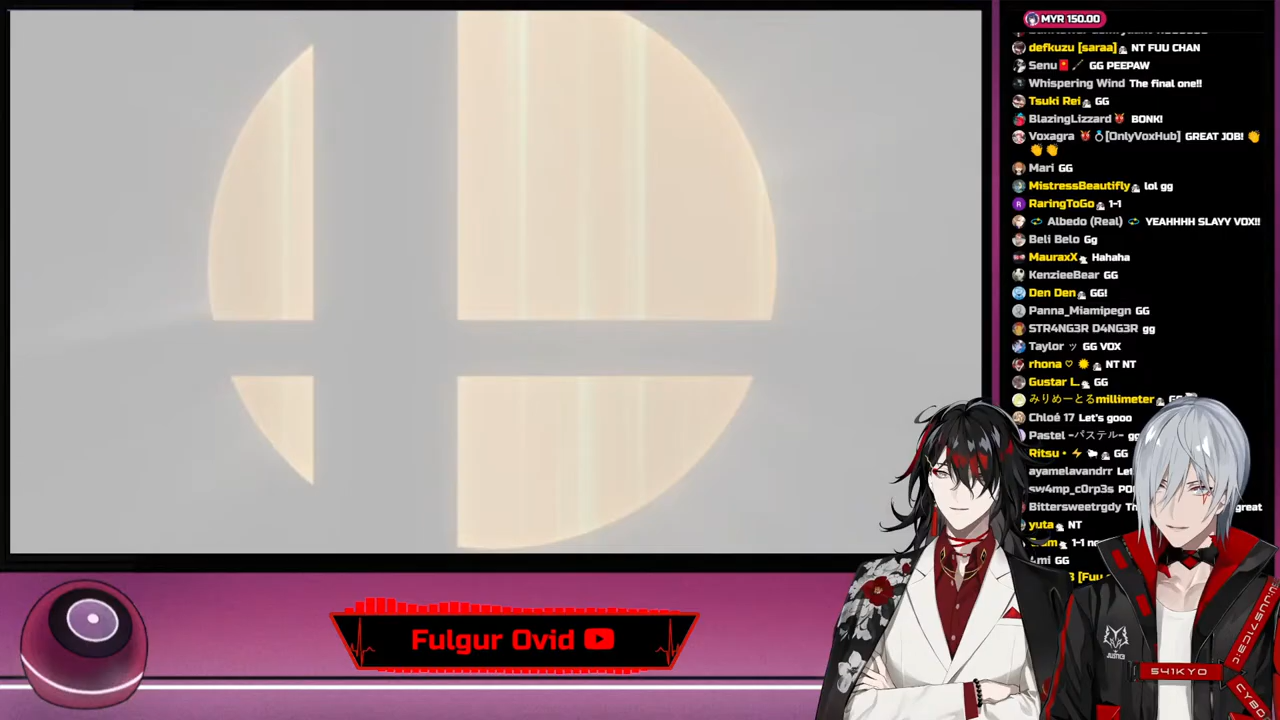 MYR 150.00
defkuzu [saraa] NT FUU CHAN
Senu GG PEEPAW
Whispering Wind The final one!!
Tsuki Rei GG
BlazingLizzard BONK!
Voxagra [OnlyVoxHub] GREAT JOB!
Mari GG
MistressBeautifly lol gg
RaringToGo 1-1
Albedo (Real) YEAHHHH SLAYY VOX!!
Beli Belo Gg
MauraxX Hahaha
KenzieeBear GG
Den Den GG!
Panna_Miamipegn GG
STR4NG3R D4NG3R gg
Taylor ッ GG VOX
rhona NT NT
Gustar L. GG
みりめーとるmillimeter
Chloé 17 Let's gooo
Pastel -パステル-
Ritsu • GG
ayamelavandrr
sw4mp_c0rp3s
Bittersweetrgdy great
yuta NT
1-1
GG
[Fuu
Fulgur Ovid
JUSTICE
541KYO